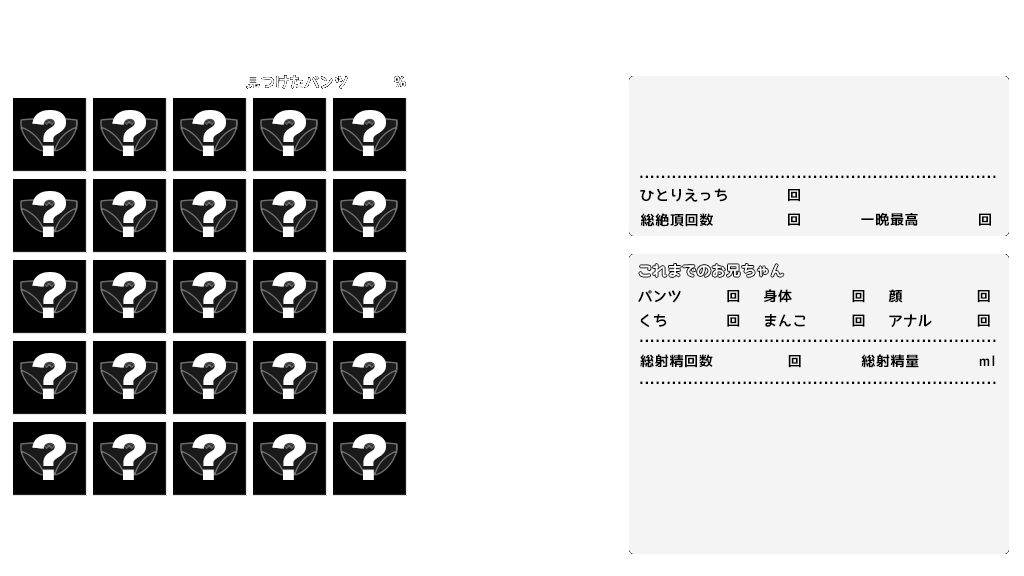 見つけたパンツ %
? ? ? ? ?
? ? ? ? ?
? ? ? ? ?
? ? ? ? ?
? ? ? ? ?
ひとりえっち 回
総絶頂回数 回 一晩最高 回
これまでのお兄ちゃん
パンツ 回 身体 回 顔 回
くち 回 まんこ 回 アナル 回
総射精回数 回 総射精量 ml